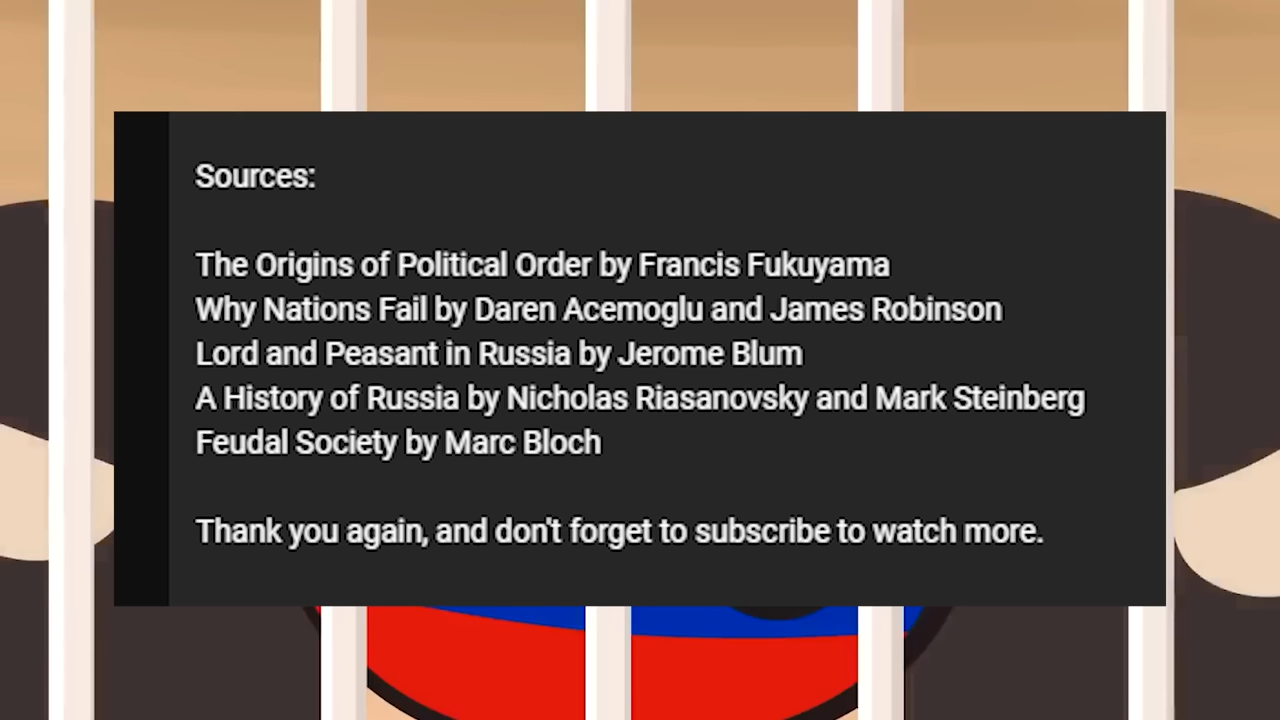 Sources:
The Origins of Political Order by Francis Fukuyama
Why Nations Fail by Daren Acemoglu and James Robinson
Lord and Peasant in Russia by Jerome Blum
A History of Russia by Nicholas Riasanovsky and Mark Steinberg
Feudal Society by Marc Bloch
Thank you again, and don't forget to subscribe to watch more.